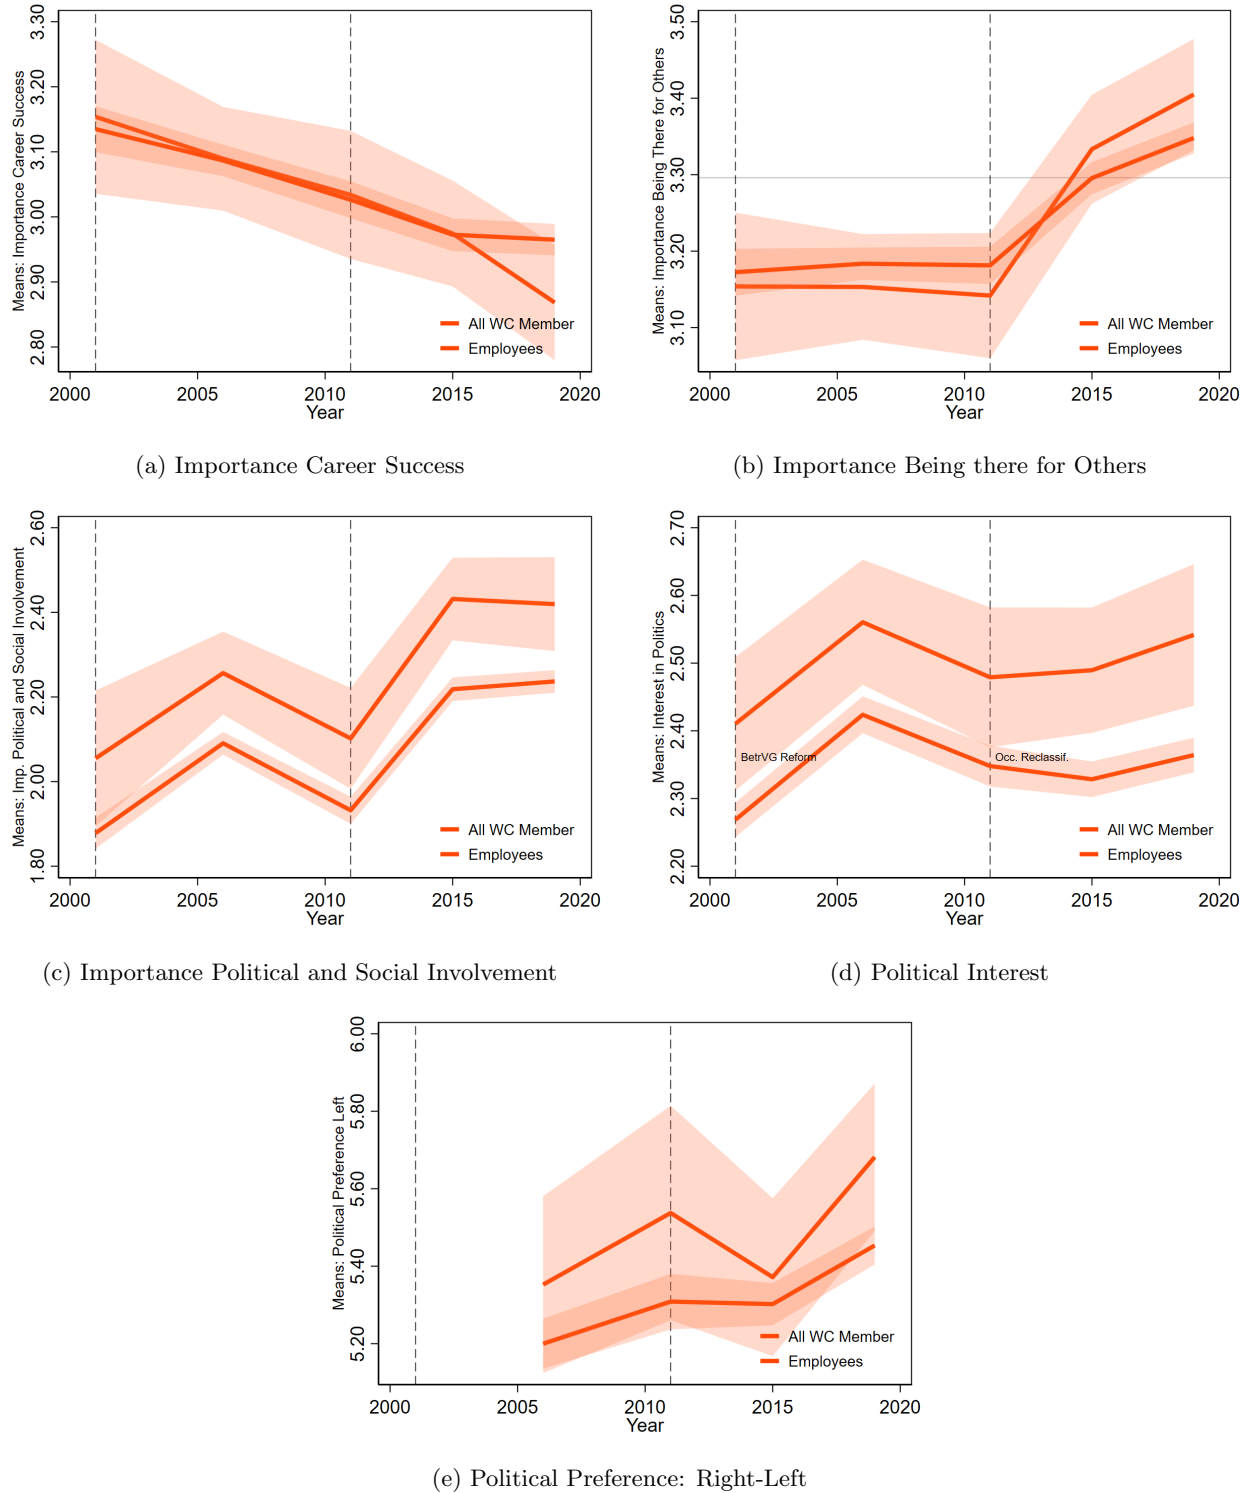 Means: Importance Career Success
3.30
3.20
3.10
3.00
2.90
2.80
All WC Member
Employees
2000 2005 2010 2015 2020
Year
(a) Importance Career Success
Means: Importance Being There for Others
3.50
3.40
3.30
3.20
3.10
All WC Member
Employees
2000 2005 2010 2015 2020
Year
(b) Importance Being there for Others
Means: Imp. Political and Social Involvement
2.60
2.40
2.20
2.00
1.80
All WC Member
Employees
2000 2005 2010 2015 2020
Year
(c) Importance Political and Social Involvement
Means: Interest in Politics
2.70
2.60
2.50
2.40
2.30
2.20
BetrVG Reform
Occ. Reclassif.
All WC Member
Employees
2000 2005 2010 2015 2020
Year
(d) Political Interest
Means: Political Preference Left
6.00
5.80
5.60
5.40
5.20
All WC Member
Employees
2000 2005 2010 2015 2020
Year
(e) Political Preference: Right-Left